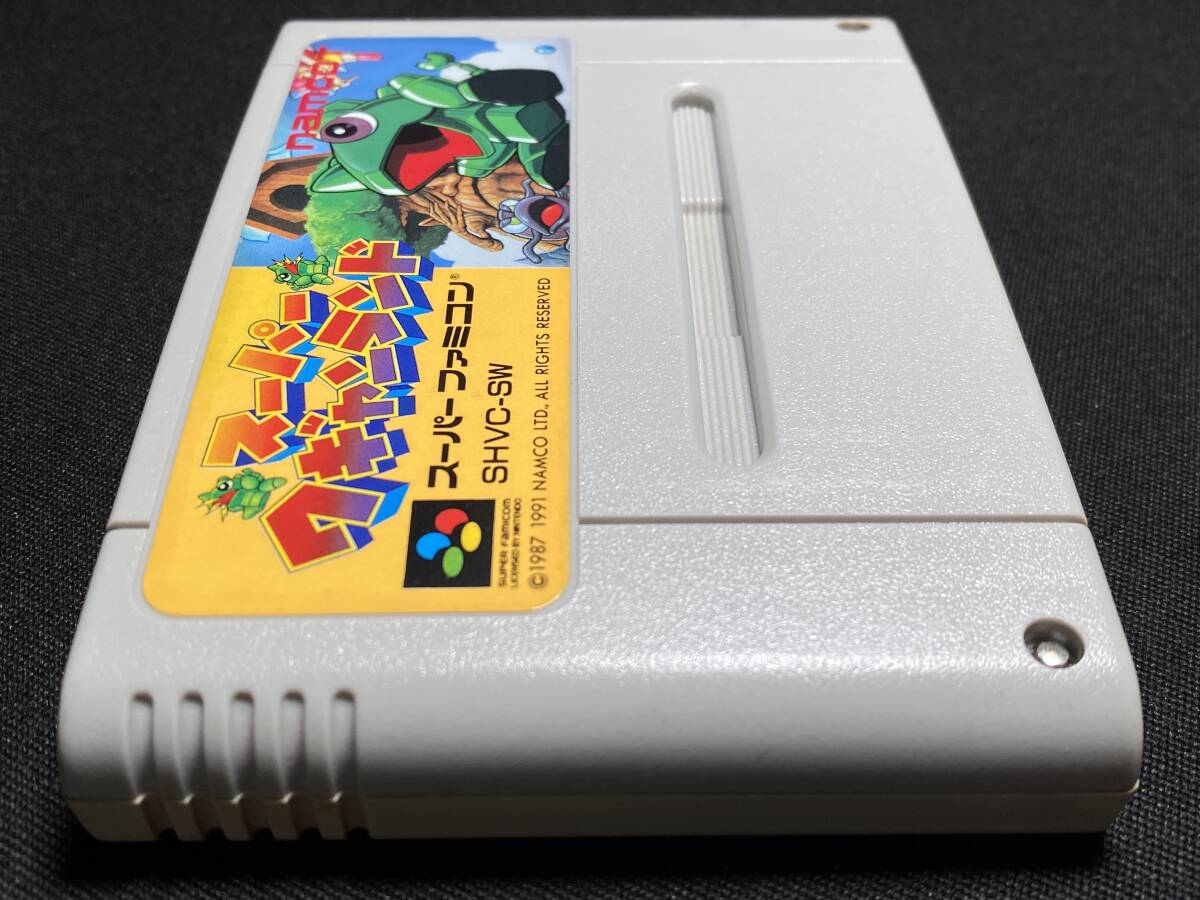 namcot
スーパー
ワギャンランド
スーパーファミコン®
SHVC-SW
SUPER Famicom
LICENSED BY NINTENDO
©1987 1991 NAMCO LTD., ALL RIGHTS RESERVED